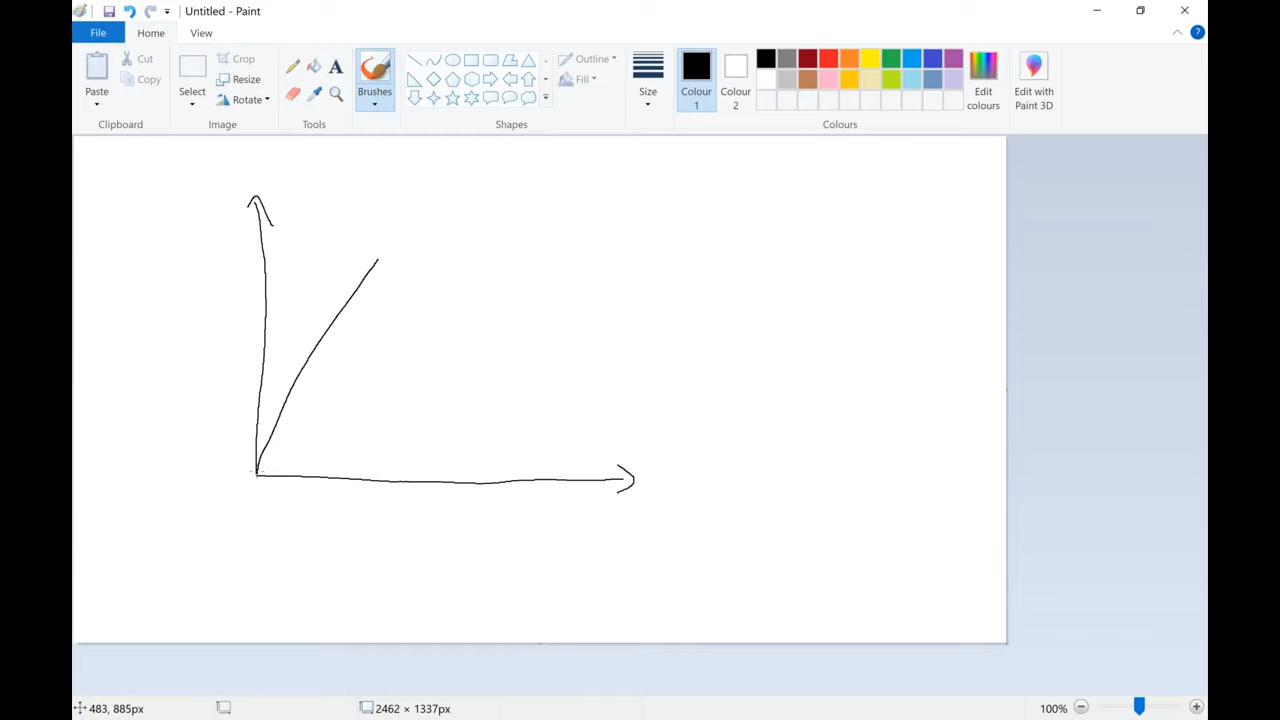 Untitled - Paint
File Home View
Paste
Cut
Copy
Clipboard
Select
Crop
Resize
Rotate
Image
A
Tools
Brushes
Outline
Fill
Shapes
Size
Colour 1
Colour 2
Edit colours
Colours
Edit with Paint 3D
483, 885px
2462 × 1337px
100%